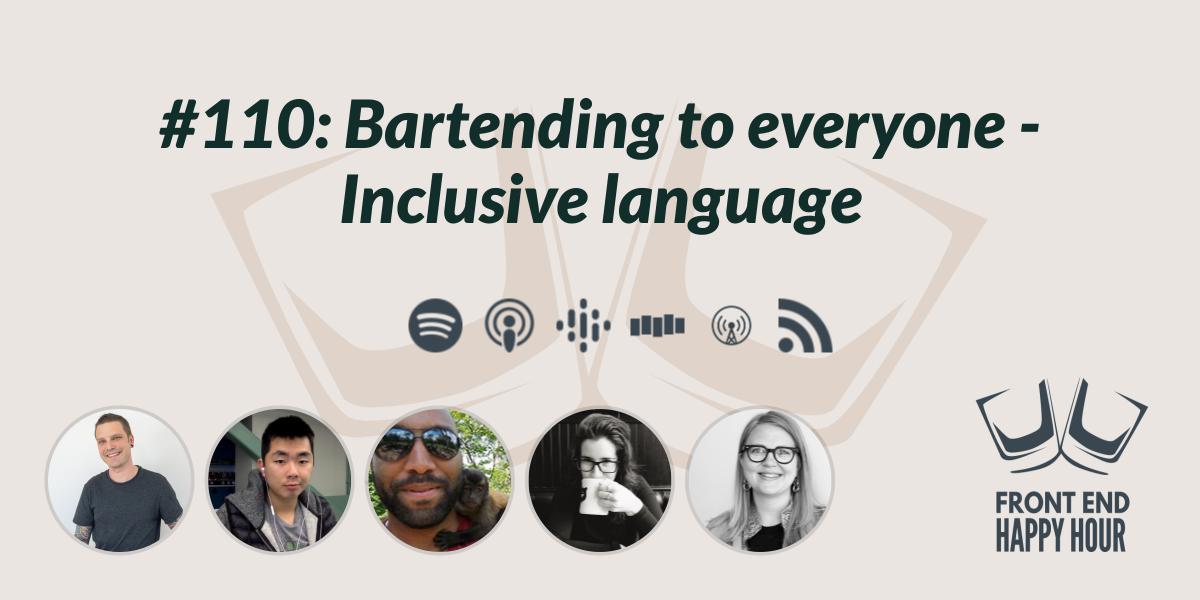 #110: Bartending to everyone -
Inclusive language
FRONT END
HAPPY HOUR